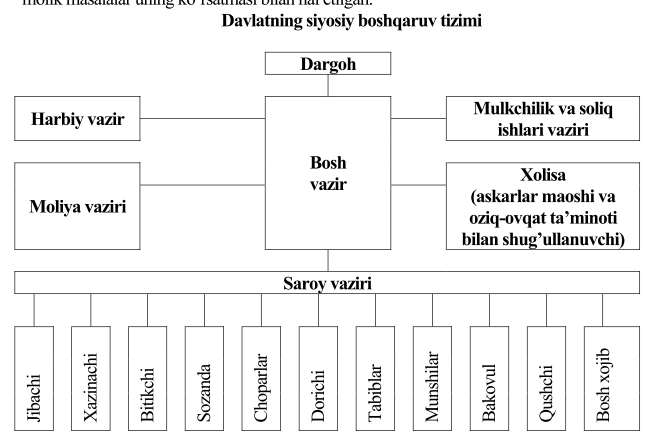 molik masalalar uning ko‘rsatmasi bilan hal etilgan.
Davlatning siyosiy boshqaruv tizimi
Dargoh
Harbiy vazir
Mulkchilik va soliq
ishlari vaziri
Bosh
vazir
Moliya vaziri
Xolisa
(askarlar maoshi va
oziq-ovqat ta’minoti
bilan shug’ullanuvchi)
Saroy vaziri
Jibachi
Xazinachi
Bitikchi
Sozanda
Choparlar
Dorichi
Tabiblar
Munshilar
Bakovul
Qushchi
Bosh xojib